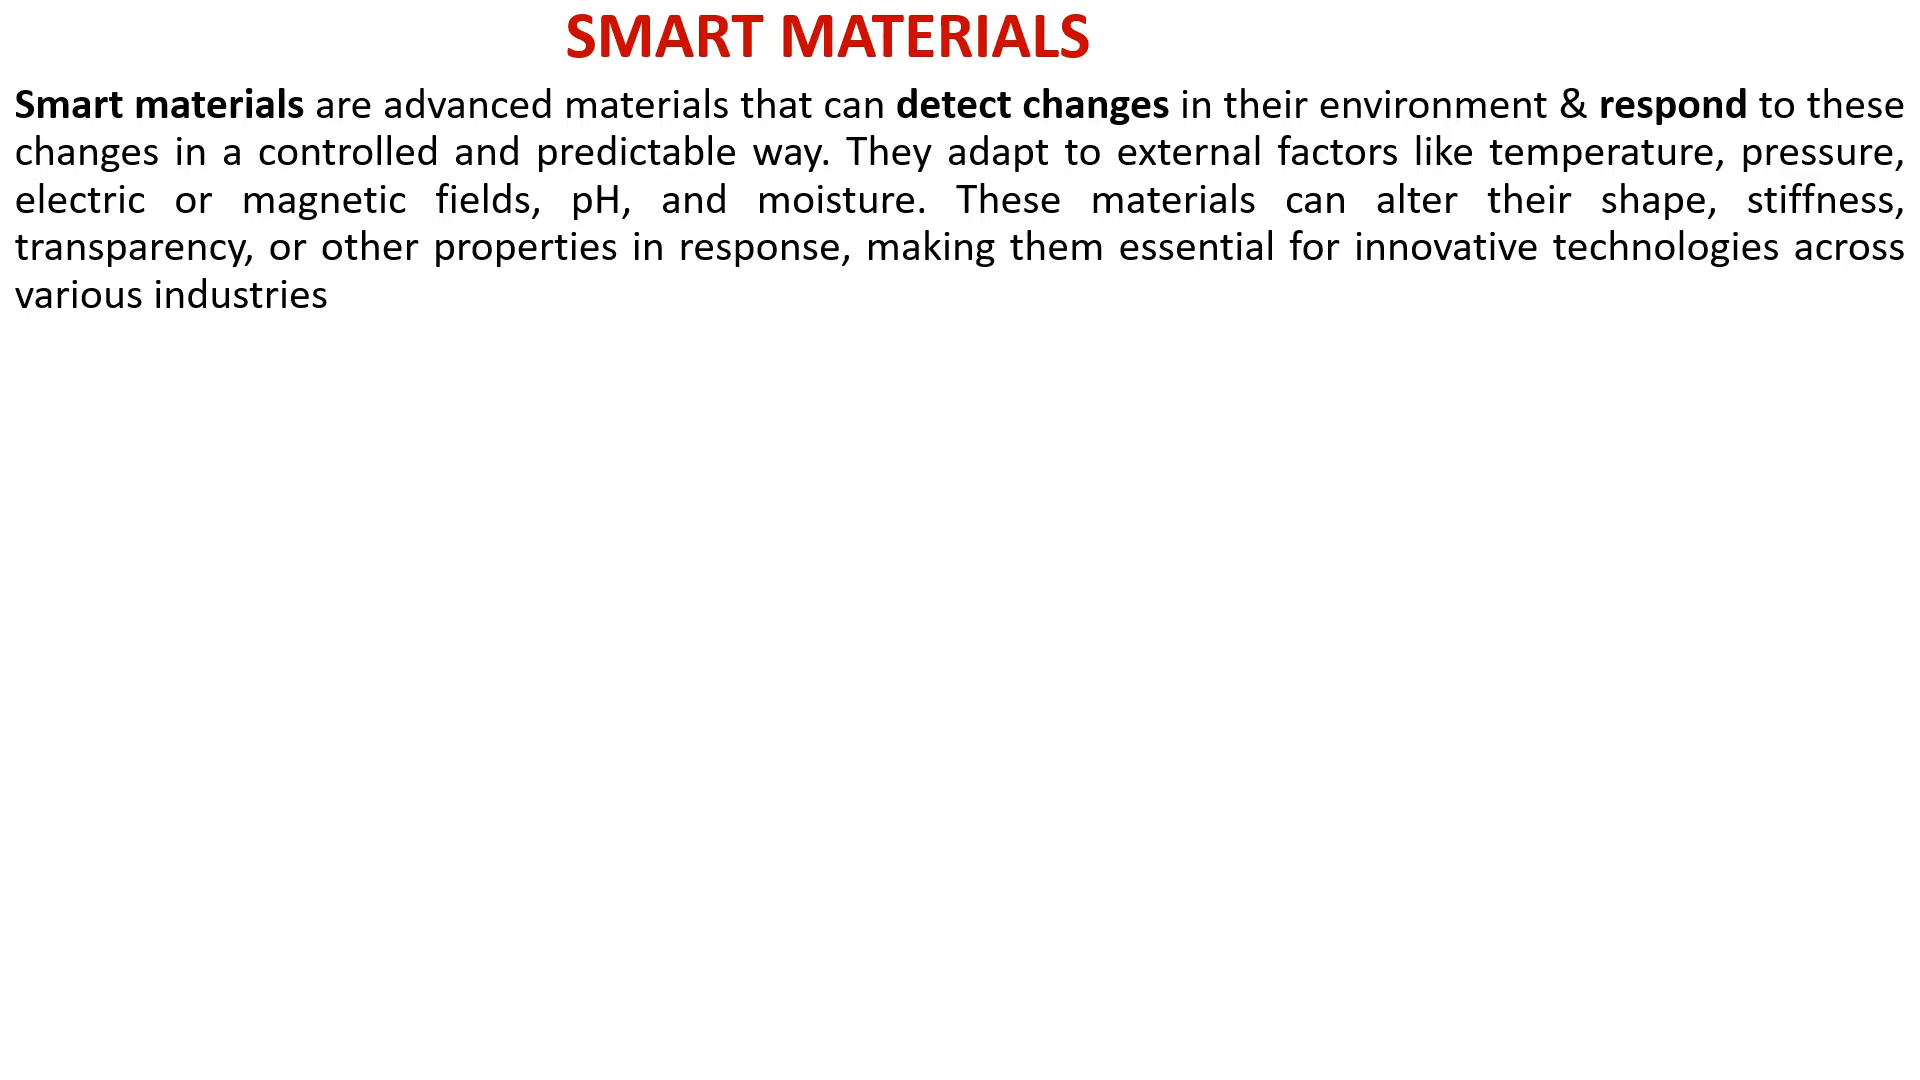 SMART MATERIALS
Smart materials are advanced materials that can detect changes in their environment & respond to these
changes in a controlled and predictable way. They adapt to external factors like temperature, pressure,
electric or magnetic fields, pH, and moisture. These materials can alter their shape, stiffness,
transparency, or other properties in response, making them essential for innovative technologies across
various industries